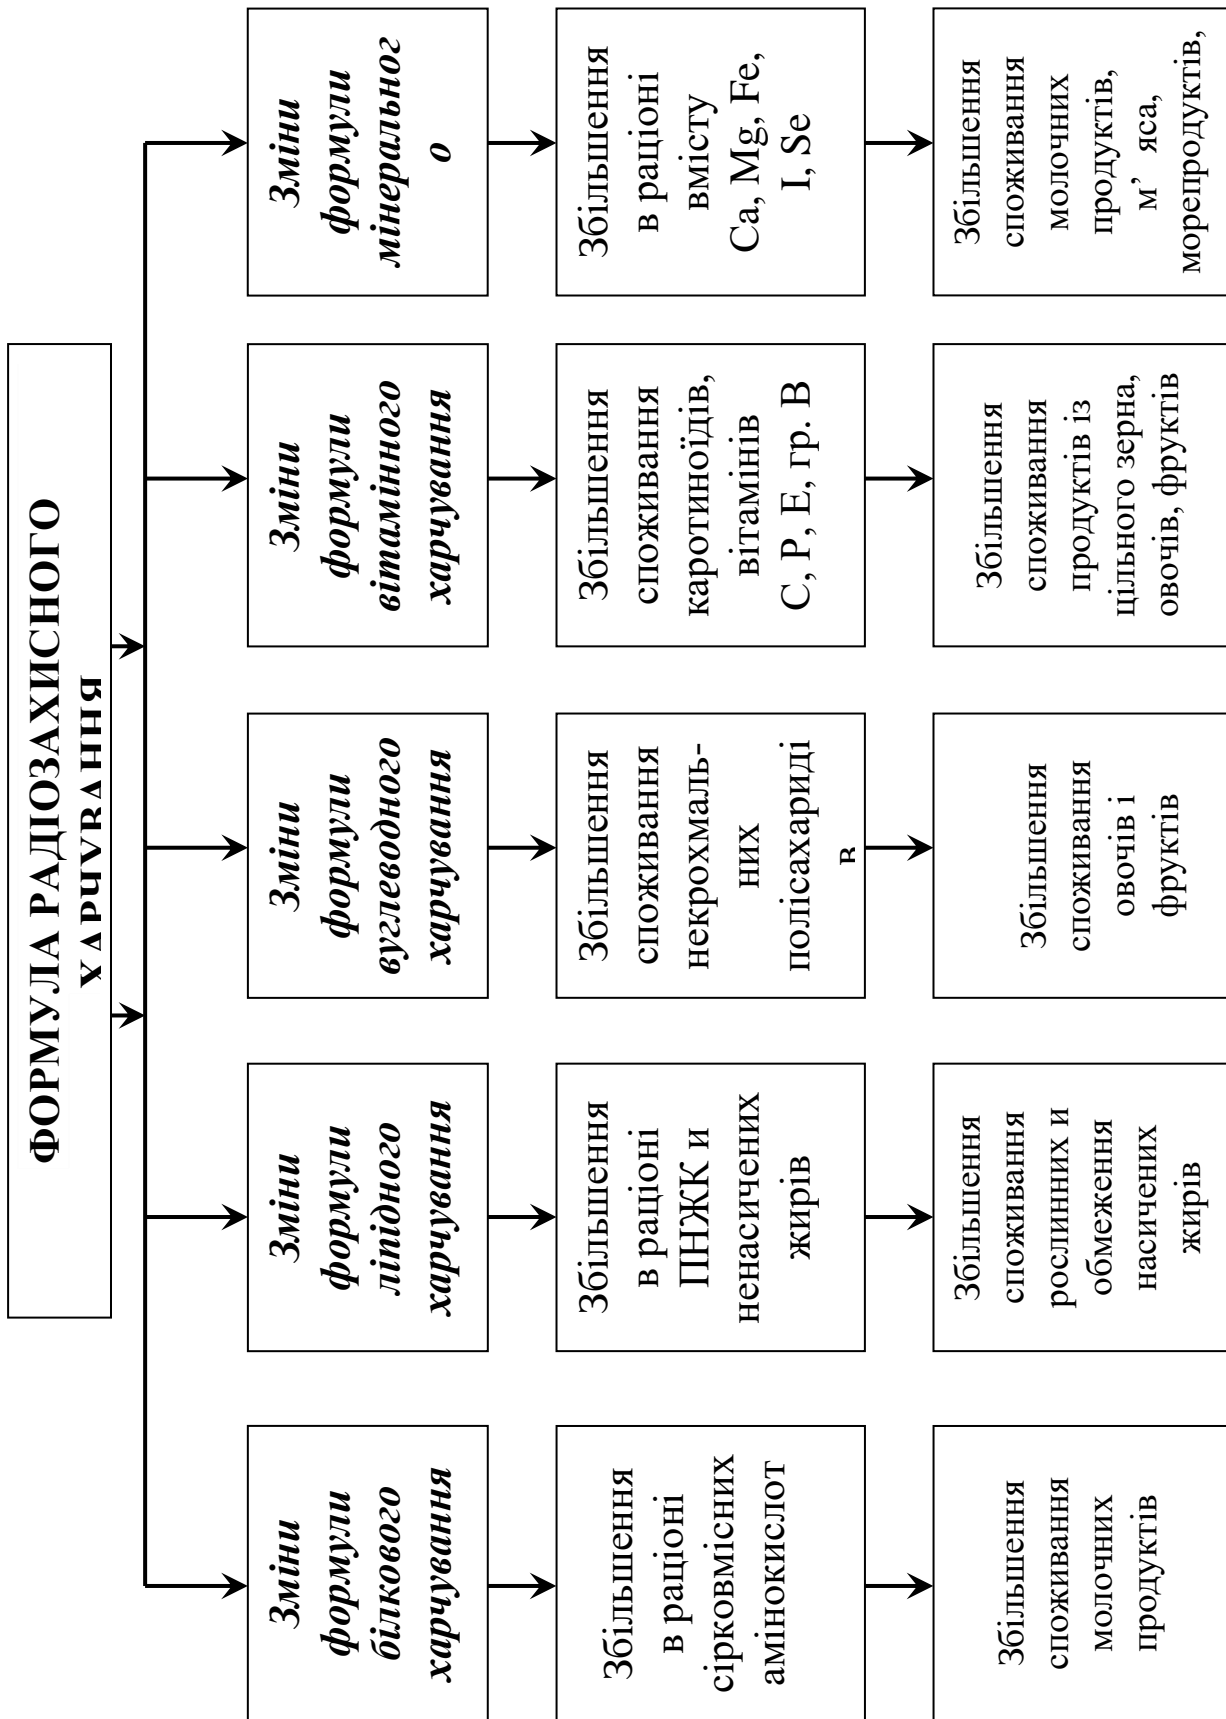 ФОРМУЛА РАДІОЗАХИСНОГО
ХАРЧУВАННЯ
Зміни
формули
білкового
харчування
Збільшення
в раціоні
сірковмісних
амінокислот
Збільшення
споживання
молочних
продуктів
Зміни
формули
ліпідного
харчування
Збільшення
в раціоні
ПНЖК и
ненасичених
жирів
Збільшення
споживання
рослинних и
обмеження
насичених
жирів
Зміни
формули
вуглеводного
харчування
Збільшення
споживання
некрохмаль-
них
полісахариді
в
Збільшення
споживання
овочів і
фруктів
Зміни
формули
вітамінного
харчування
Збільшення
споживання
каротиноїдів,
вітамінів
С, Р, Е, гр. В
Збільшення
споживання
продуктів із
цільного зерна,
овочів, фруктів
Зміни
формули
мінеральног
о
Збільшення
в раціоні
вмісту
Ca, Mg, Fe,
I, Se
Збільшення
споживання
молочних
продуктів,
м’ яса,
морепродуктів,